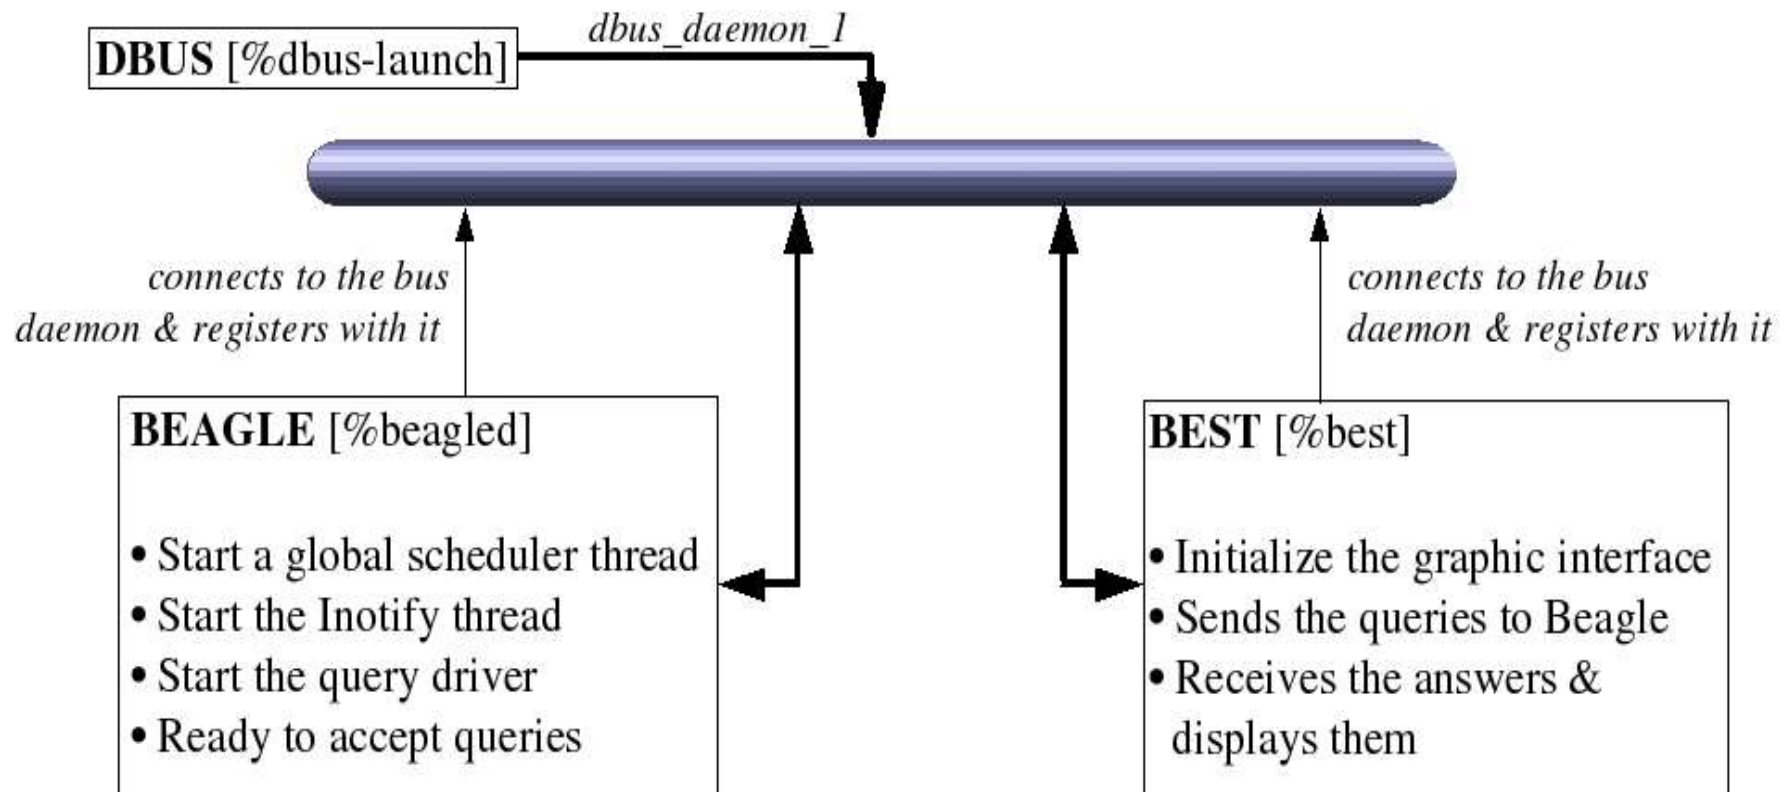 dbus_daemon_1
DBUS [%dbus-launch]
connects to the bus
daemon & registers with it
connects to the bus
daemon & registers with it
BEAGLE [%beagled]
• Start a global scheduler thread
• Start the Inotify thread
• Start the query driver
• Ready to accept queries
BEST [%best]
• Initialize the graphic interface
• Sends the queries to Beagle
• Receives the answers &
displays them